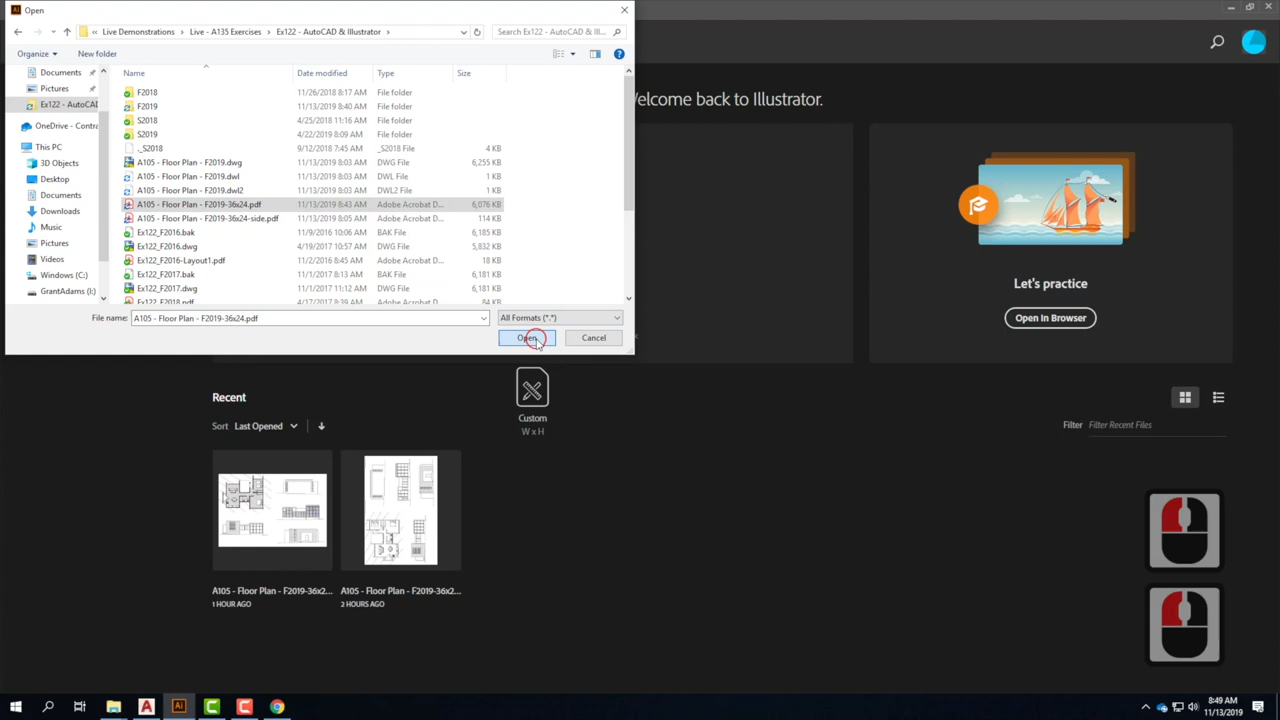 Open
« Live Demonstrations > Live - A135 Exercises > Ex122 - AutoCAD & Illustrator >
Search Ex122 - AutoCAD & Ill...
Organize
New folder
Documents
Pictures
Ex122 - AutoCAD
OneDrive - Contra
This PC
3D Objects
Desktop
Documents
Downloads
Music
Pictures
Videos
Windows (C:)
GrantAdams (I:)
Name Date modified Type Size
F2018 11/26/2018 8:17 AM File folder
F2019 11/13/2019 8:40 AM File folder
S2018 4/25/2018 11:16 AM File folder
S2019 4/22/2019 8:09 AM File folder
._S2018 9/12/2018 7:45 AM _S2018 File 4 KB
A105 - Floor Plan - F2019.dwg 11/13/2019 8:03 AM DWG File 6,255 KB
A105 - Floor Plan - F2019.dwl 11/13/2019 8:03 AM DWL File 1 KB
A105 - Floor Plan - F2019.dwl2 11/13/2019 8:03 AM DWL2 File 1 KB
A105 - Floor Plan - F2019-36x24.pdf 11/13/2019 8:43 AM Adobe Acrobat D... 6,076 KB
A105 - Floor Plan - F2019-36x24-side.pdf 11/13/2019 8:05 AM Adobe Acrobat D... 114 KB
Ex122_F2016.bak 11/9/2016 10:06 AM BAK File 6,185 KB
Ex122_F2016.dwg 4/19/2017 10:57 AM DWG File 5,832 KB
Ex122_F2016-Layout1.pdf 11/2/2016 8:45 AM Adobe Acrobat D... 18 KB
Ex122_F2017.bak 11/1/2017 8:13 AM BAK File 6,181 KB
Ex122_F2017.dwg 11/1/2017 11:12 AM DWG File 6,181 KB
Ex122_F2018.pdf 4/17/2017 8:39 AM Adobe Acrobat D... 84 KB
File name: A105 - Floor Plan - F2019-36x24.pdf
All Formats (*.*)
Open
Cancel
elcome back to Illustrator.
Let's practice
Open In Browser
Custom
W x H
Recent
Sort Last Opened
Filter Filter Recent Files
A105 - Floor Plan - F2019-36x2...
1 HOUR AGO
A105 - Floor Plan - F2019-36x2...
2 HOURS AGO
Ai
A
C
C
8:49 AM
11/13/2019